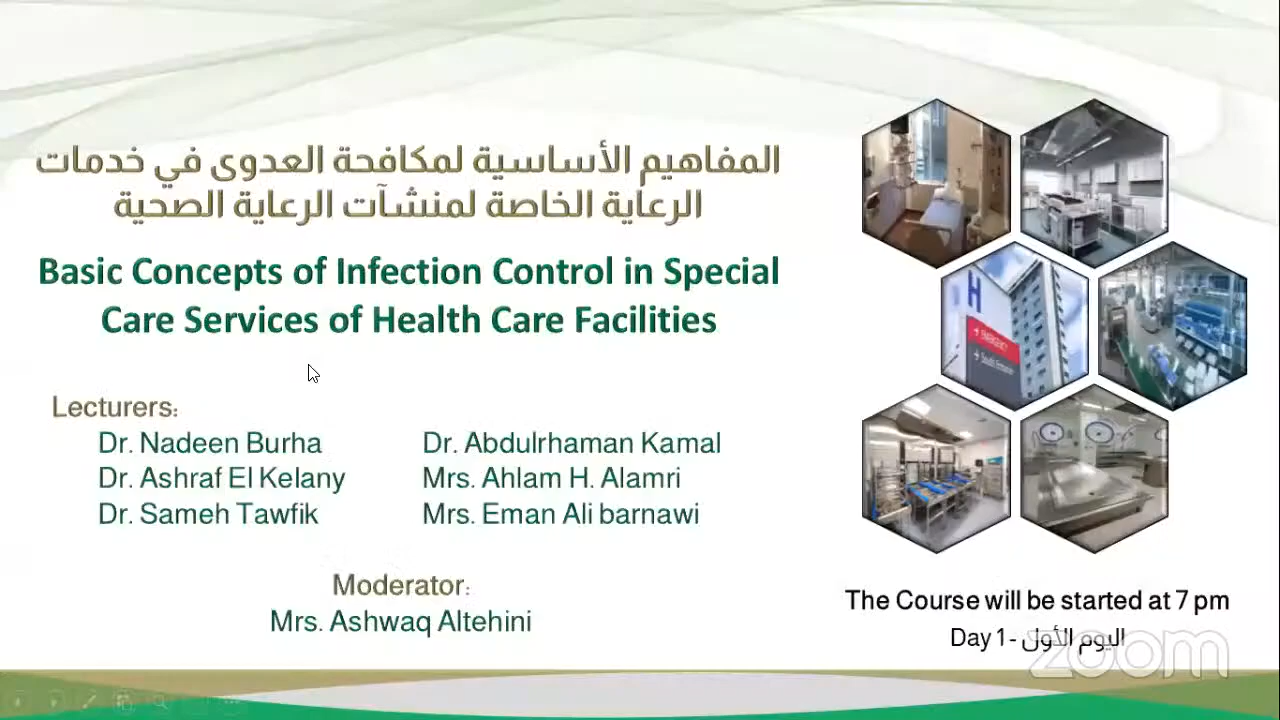 المفاهيم الأساسية لمكافحة العدوى في خدمات
الرعاية الخاصة لمنشآت الرعاية الصحية
Basic Concepts of Infection Control in Special
Care Services of Health Care Facilities
Lecturers:
Dr. Nadeen Burha
Dr. Ashraf El Kelany
Dr. Sameh Tawfik
Dr. Abdulrhaman Kamal
Mrs. Ahlam H. Alamri
Mrs. Eman Ali barnawi
Moderator:
Mrs. Ashwaq Altehini
H
EMERGENCY
South Entrance
The Course will be started at 7 pm
Day 1- اليوم الأول
zoom